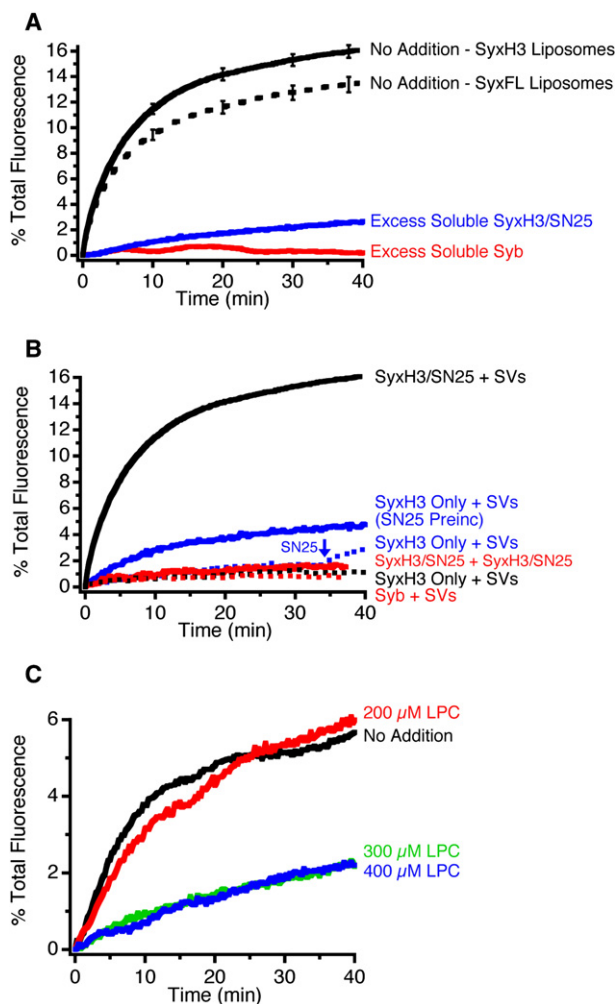 A
16
14
12
10
8
6
4
2
0
% Total Fluorescence
10
20
30
40
Time (min)
No Addition - SyxH3 Liposomes
No Addition - SyxFL Liposomes
Excess Soluble SyxH3/SN25
Excess Soluble Syb
B
16
14
12
10
8
6
4
2
0
% Total Fluorescence
0
10
20
30
40
Time (min)
SyxH3/SN25 + SVs
SyxH3 Only + SVs
(SN25 Preinc)
SN25
SyxH3 Only + SVs
SyxH3/SN25 + SyxH3/SN25
SyxH3 Only + SVs
Syb + SVs
C
6
4
2
0
% Total Fluorescence
0
10
20
30
40
Time (min)
200 µM LPC
No Addition
300 µM LPC
400 µM LPC